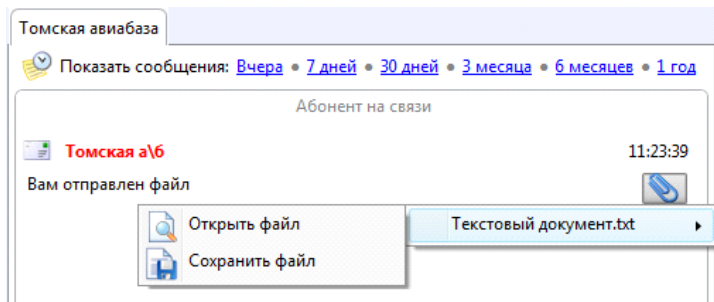 Томская авиабаза
Показать сообщения: Вчера • 7 дней • 30 дней • 3 месяца • 6 месяцев • 1 год
Абонент на связи
Томская а\б 11:23:39
Вам отправлен файл
Открыть файл Текстовый документ.txt
Сохранить файл